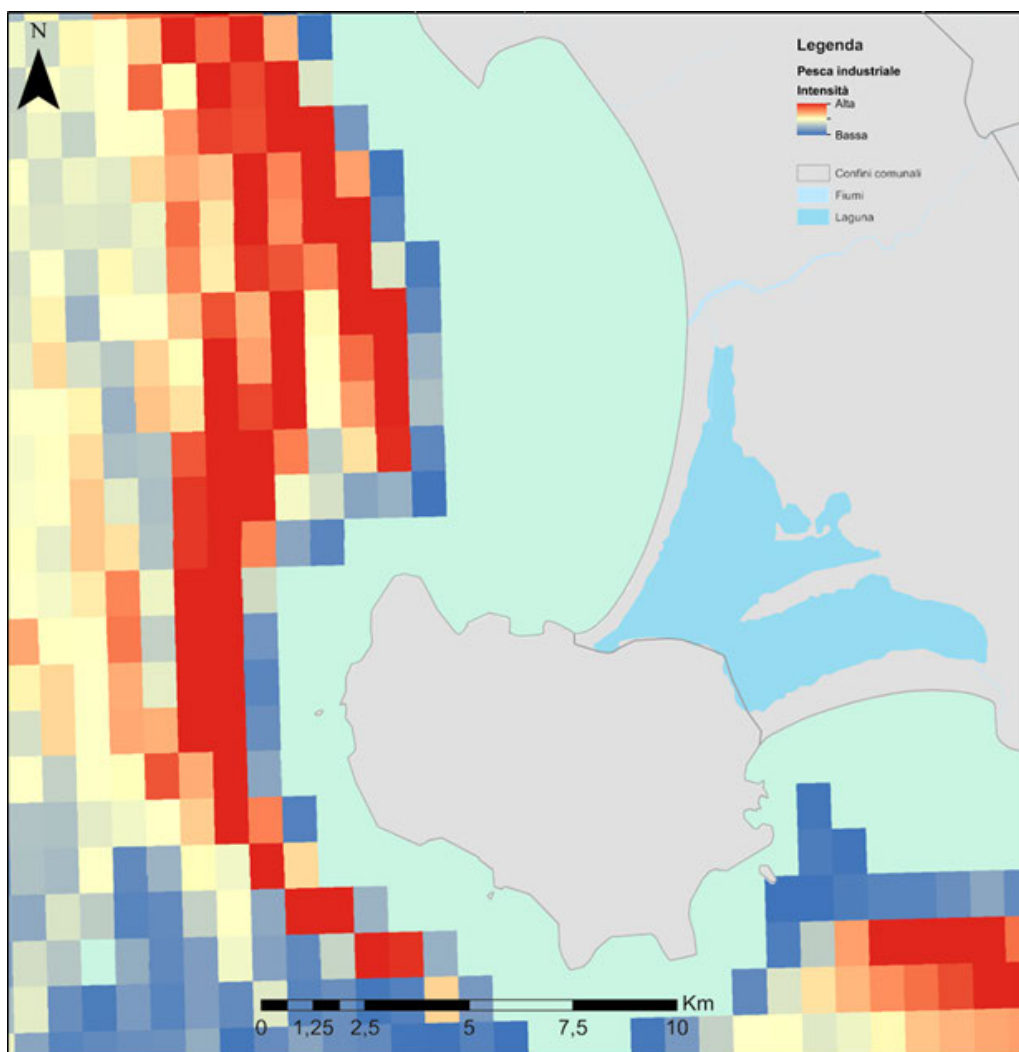 N
Legenda
Pesca industriale
Intensità
Alta
Bassa
Confini comunali
Fiumi
Laguna
Km
0 1,25 2,5 5 7,5 10